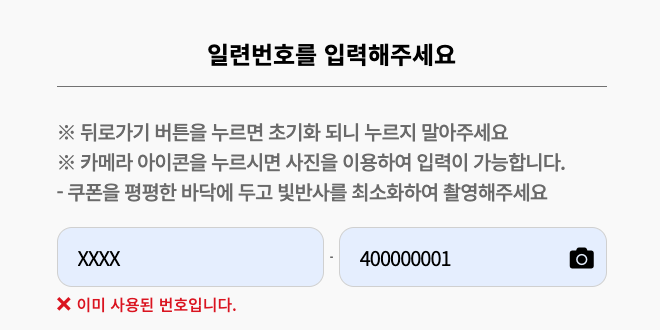 일련번호를 입력해주세요
※ 뒤로가기 버튼을 누르면 초기화 되니 누르지 말아주세요
※ 카메라 아이콘을 누르시면 사진을 이용하여 입력이 가능합니다.
- 쿠폰을 평평한 바닥에 두고 빛반사를 최소화하여 촬영해주세요
XXXX - 400000001
❌ 이미 사용된 번호입니다.